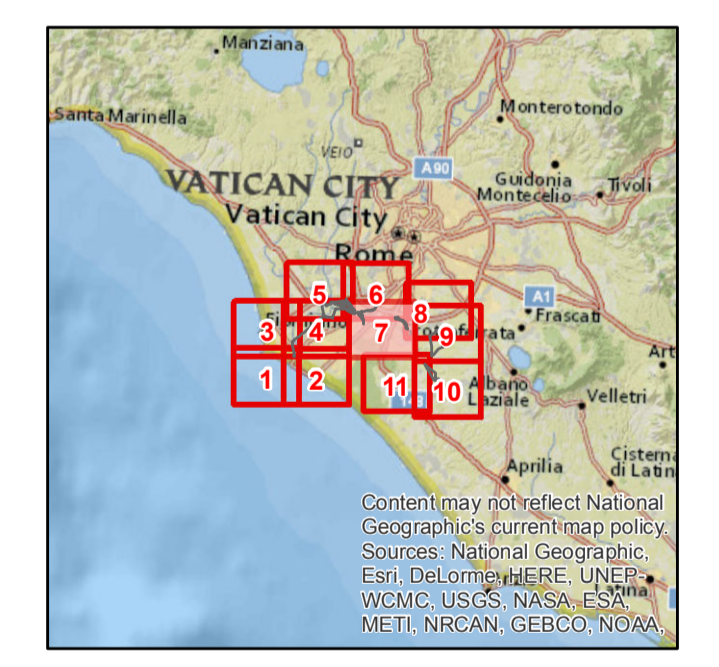 Manziana
Santa Marinella
Monterotondo
VEIO
A90
VATICAN CITY
Guidonia
Montecelio
Tivoli
Vatican City
Rome
5
6
A1
8
Frascati
3
4
7
9
Art
1
2
11
10
Albano
Laziale
Velletri
Cisterna
di Latin
Aprilia
Content may not reflect National
Geographic's current map policy.
Sources: National Geographic,
Esri, DeLorme, HERE, UNEP-
WCMC, USGS, NASA, ESA,
METI, NRCAN, GEBCO, NOAA,
Latina